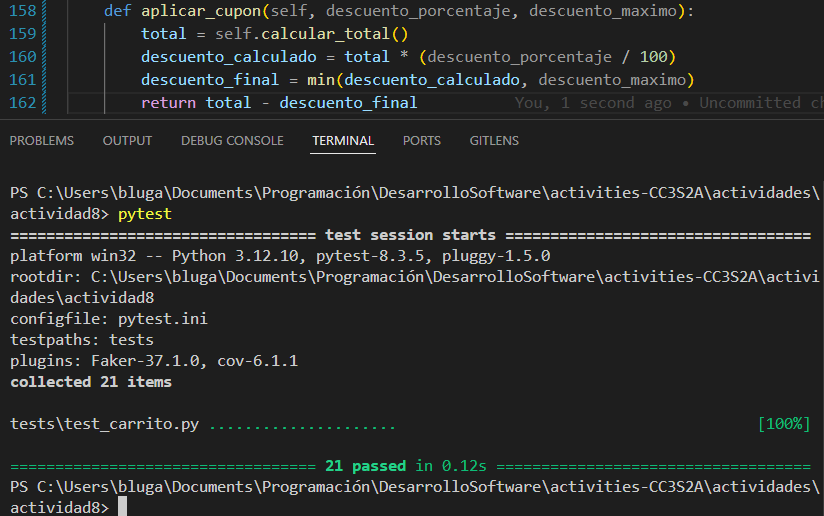 158 def aplicar_cupon(self, descuento_porcentaje, descuento_maximo):
159 total = self.calcular_total()
160 descuento_calculado = total * (descuento_porcentaje / 100)
161 descuento_final = min(descuento_calculado, descuento_maximo)
162 return total - descuento_final You, 1 second ago • Uncommitted ch
PROBLEMS OUTPUT DEBUG CONSOLE TERMINAL PORTS GITLENS
PS C:\Users\bluga\Documents\Programación\DesarrolloSoftware\activities-CC3S2A\actividades\
actividad8> pytest
================================== test session starts ==================================
platform win32 -- Python 3.12.10, pytest-8.3.5, pluggy-1.5.0
rootdir: C:\Users\bluga\Documents\Programación\DesarrolloSoftware\activities-CC3S2A\activi
dades\actividad8
configfile: pytest.ini
testpaths: tests
plugins: Faker-37.1.0, cov-6.1.1
collected 21 items
tests\test_carrito.py ..................... [100%]
================================== 21 passed in 0.12s ===================================
PS C:\Users\bluga\Documents\Programación\DesarrolloSoftware\activities-CC3S2A\actividades\
actividad8>